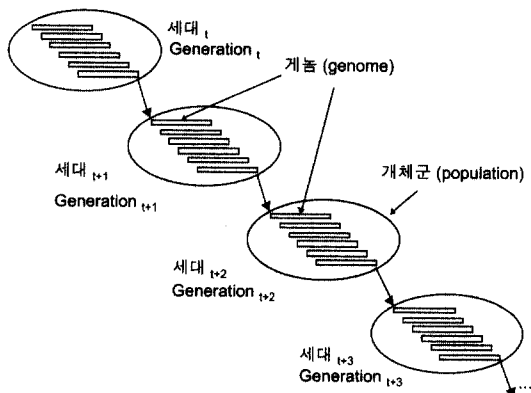 세대 t
Generation t
게놈 (genome)
세대 t+1
Generation t+1
개체군 (population)
세대 t+2
Generation t+2
세대 t+3
Generation t+3
...